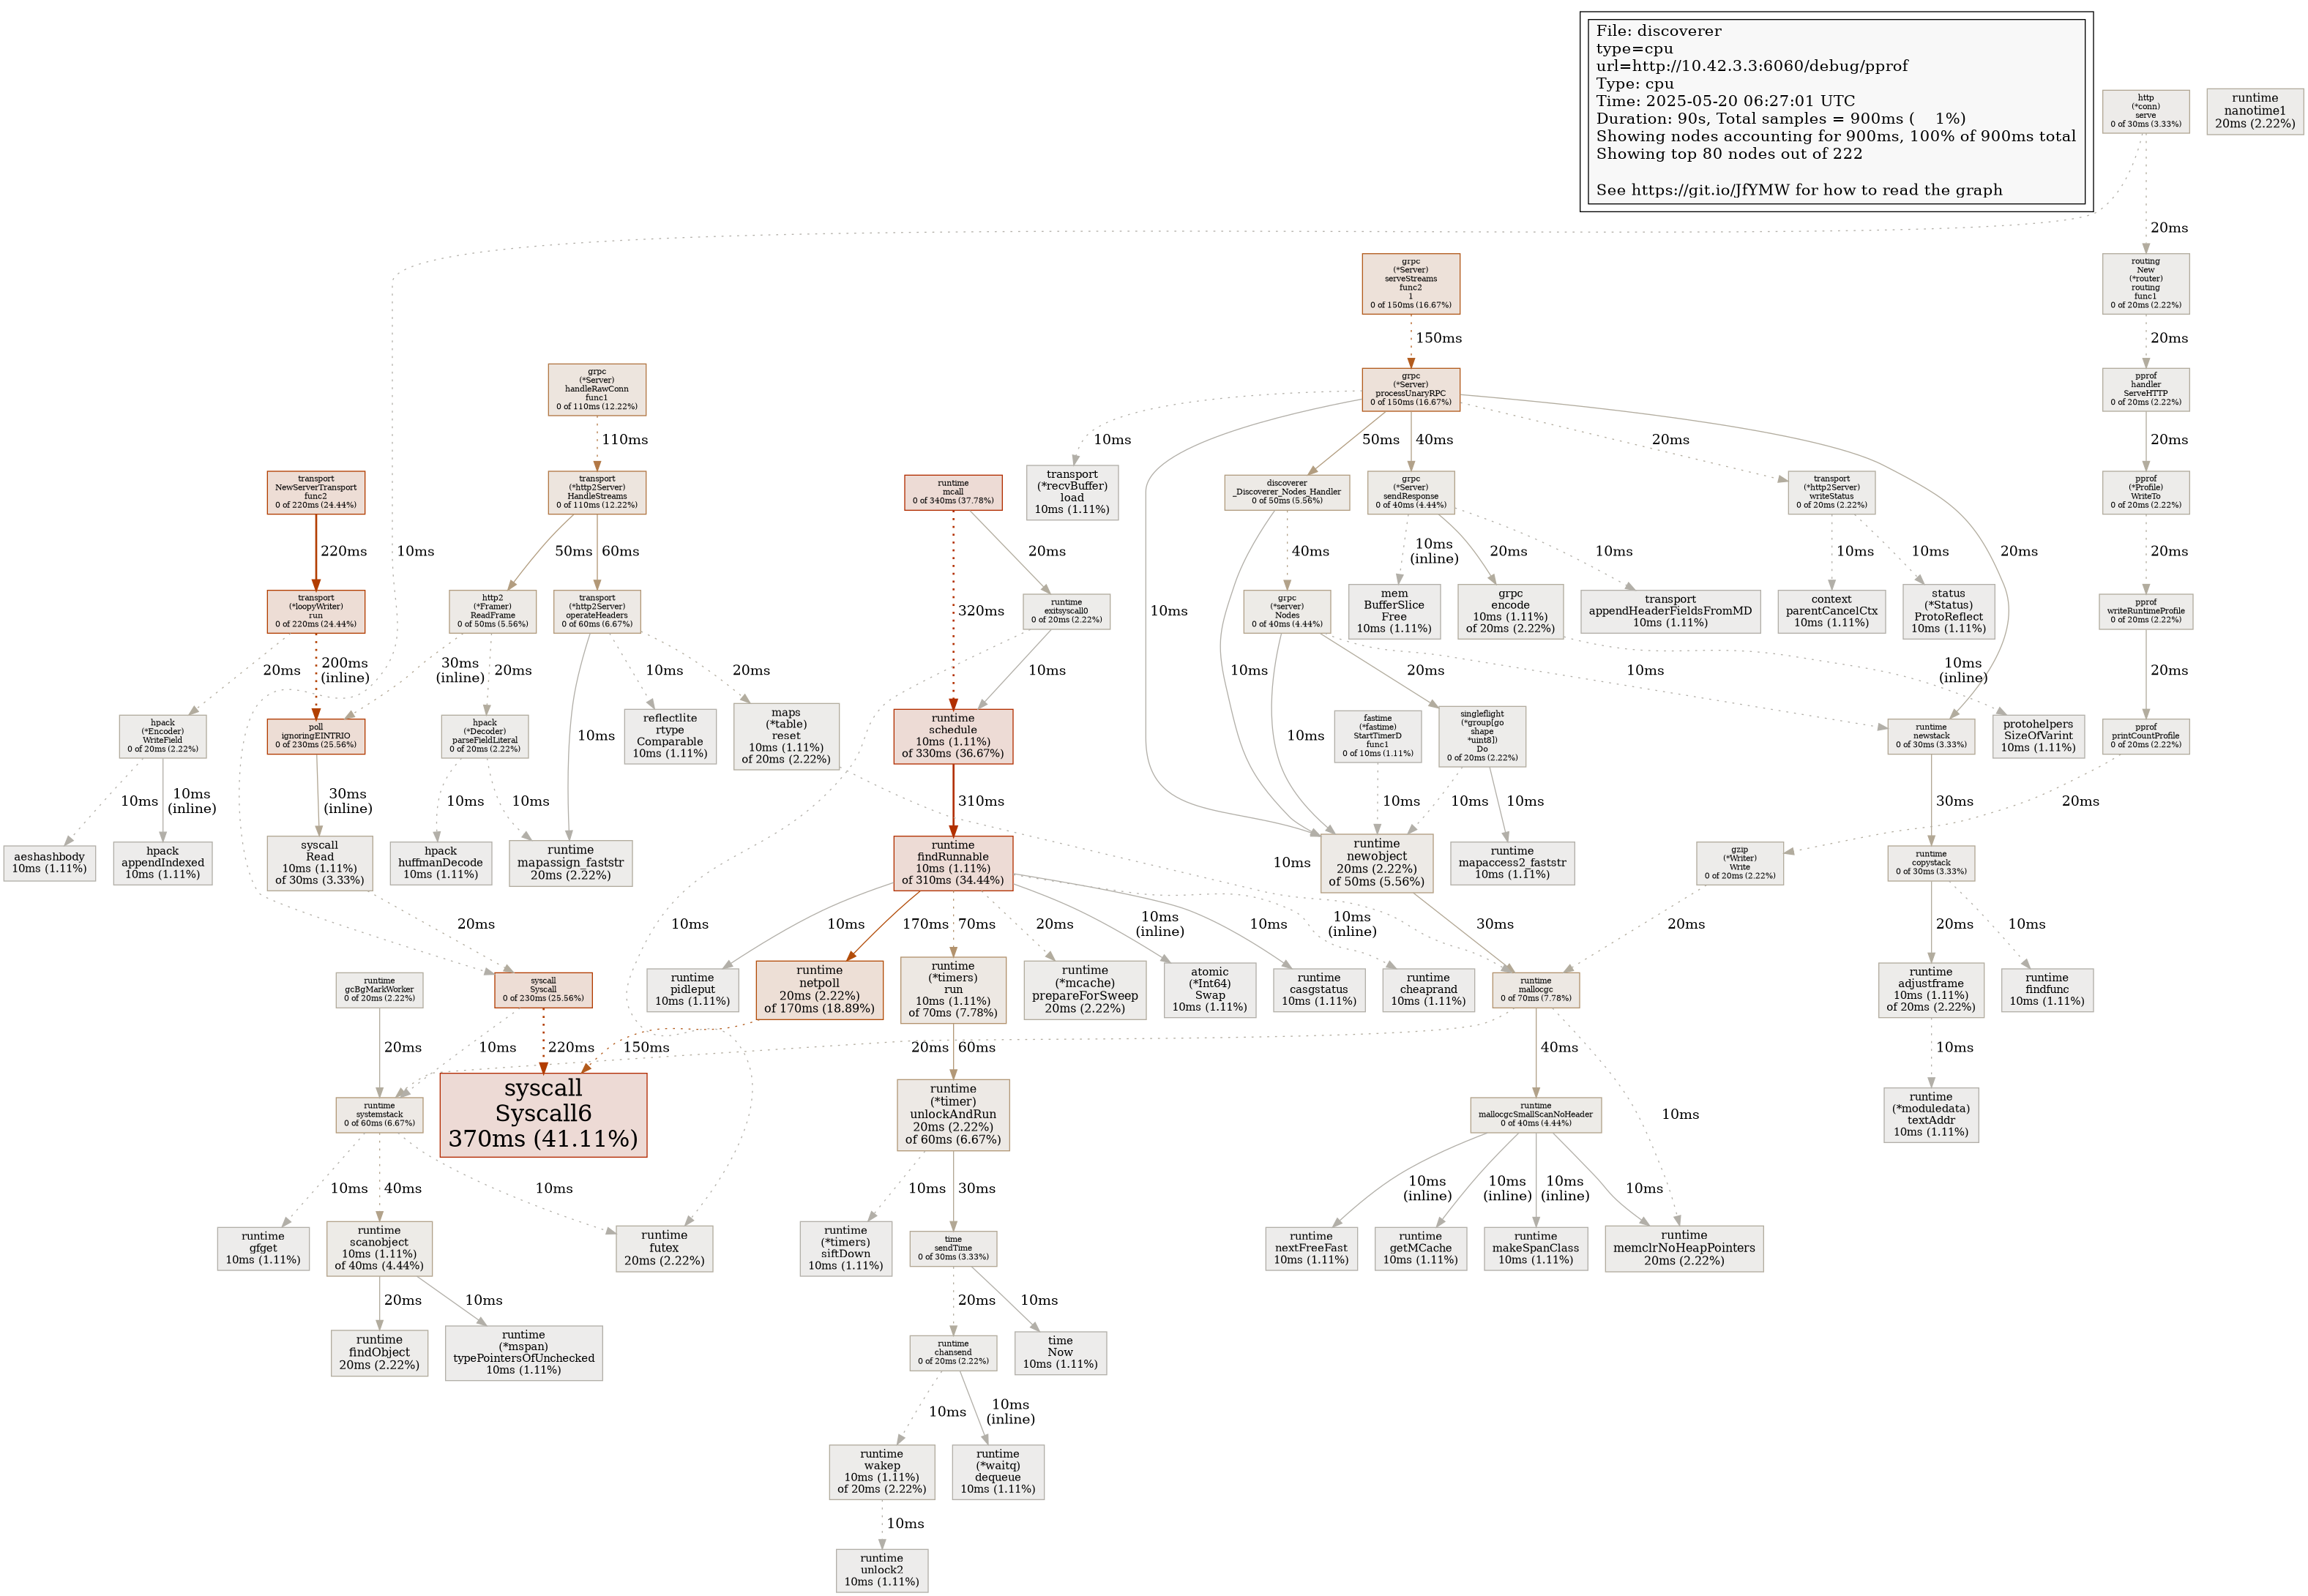 File: discoverer
type=cpu
url=http://10.42.3.3:6060/debug/pprof
Type: cpu
Time: 2025-05-20 06:27:01 UTC
Duration: 90s, Total samples = 900ms ( 1%)
Showing nodes accounting for 900ms, 100% of 900ms total
Showing top 80 nodes out of 222
See https://git.io/JfYMW for how to read the graph
http
(*conn)
serve
0 of 30ms (3.33%)
runtime
nanotime1
20ms (2.22%)
20ms
grpc
(*Server)
serveStreams
func2
1
0 of 150ms (16.67%)
routing
New
(*router)
routing
func1
0 of 20ms (2.22%)
150ms
20ms
grpc
(*Server)
handleRawConn
func1
0 of 110ms (12.22%)
grpc
(*Server)
processUnaryRPC
0 of 150ms (16.67%)
pprof
handler
ServeHTTP
0 of 20ms (2.22%)
110ms
10ms
50ms
40ms
20ms
20ms
transport
NewServerTransport
func2
0 of 220ms (24.44%)
transport
(*http2Server)
HandleStreams
0 of 110ms (12.22%)
runtime
mcall
0 of 340ms (37.78%)
transport
(*recvBuffer)
load
10ms (1.11%)
discoverer
_Discoverer_Nodes_Handler
0 of 50ms (5.56%)
grpc
(*Server)
sendResponse
0 of 40ms (4.44%)
transport
(*http2Server)
writeStatus
0 of 20ms (2.22%)
pprof
(*Profile)
WriteTo
0 of 20ms (2.22%)
220ms
10ms
50ms
60ms
20ms
40ms
10ms
(inline)
20ms
10ms
10ms
10ms
20ms
20ms
transport
(*loopyWriter)
run
0 of 220ms (24.44%)
http2
(*Framer)
ReadFrame
0 of 50ms (5.56%)
transport
(*http2Server)
operateHeaders
0 of 60ms (6.67%)
320ms
runtime
exitsyscall0
0 of 20ms (2.22%)
10ms
grpc
(*server)
Nodes
0 of 40ms (4.44%)
mem
BufferSlice
Free
10ms (1.11%)
grpc
encode
10ms (1.11%)
of 20ms (2.22%)
transport
appendHeaderFieldsFromMD
10ms (1.11%)
context
parentCancelCtx
10ms (1.11%)
status
(*Status)
ProtoReflect
10ms (1.11%)
pprof
writeRuntimeProfile
0 of 20ms (2.22%)
20ms
200ms
(inline)
30ms
(inline)
20ms
10ms
20ms
10ms
10ms
20ms
10ms
10ms
(inline)
20ms
hpack
(*Encoder)
WriteField
0 of 20ms (2.22%)
poll
ignoringEINTRIO
0 of 230ms (25.56%)
hpack
(*Decoder)
parseFieldLiteral
0 of 20ms (2.22%)
10ms
reflectlite
rtype
Comparable
10ms (1.11%)
maps
(*table)
reset
10ms (1.11%)
of 20ms (2.22%)
runtime
schedule
10ms (1.11%)
of 330ms (36.67%)
10ms
fastime
(*fastime)
StartTimerD
func1
0 of 10ms (1.11%)
singleflight
(*group[go
shape
*uint8])
Do
0 of 20ms (2.22%)
runtime
newstack
0 of 30ms (3.33%)
protohelpers
SizeOfVarint
10ms (1.11%)
pprof
printCountProfile
0 of 20ms (2.22%)
10ms
10ms
(inline)
30ms
(inline)
10ms
10ms
310ms
10ms
10ms
10ms
30ms
20ms
aeshashbody
10ms (1.11%)
hpack
appendIndexed
10ms (1.11%)
syscall
Read
10ms (1.11%)
of 30ms (3.33%)
hpack
huffmanDecode
10ms (1.11%)
runtime
mapassign_faststr
20ms (2.22%)
runtime
findRunnable
10ms (1.11%)
of 310ms (34.44%)
10ms
runtime
newobject
20ms (2.22%)
of 50ms (5.56%)
runtime
mapaccess2_faststr
10ms (1.11%)
gzip
(*Writer)
Write
0 of 20ms (2.22%)
runtime
copystack
0 of 30ms (3.33%)
20ms
10ms
10ms
170ms
70ms
20ms
10ms
(inline)
10ms
10ms
(inline)
30ms
20ms
20ms
10ms
runtime
gcBgMarkWorker
0 of 20ms (2.22%)
syscall
Syscall
0 of 230ms (25.56%)
runtime
pidleput
10ms (1.11%)
runtime
netpoll
20ms (2.22%)
of 170ms (18.89%)
runtime
(*timers)
run
10ms (1.11%)
of 70ms (7.78%)
runtime
(*mcache)
prepareForSweep
20ms (2.22%)
atomic
(*Int64)
Swap
10ms (1.11%)
runtime
casgstatus
10ms (1.11%)
runtime
cheaprand
10ms (1.11%)
runtime
mallocgc
0 of 70ms (7.78%)
runtime
adjustframe
10ms (1.11%)
of 20ms (2.22%)
runtime
findfunc
10ms (1.11%)
20ms
10ms
220ms
150ms
20ms
60ms
40ms
10ms
10ms
runtime
systemstack
0 of 60ms (6.67%)
syscall
Syscall6
370ms (41.11%)
runtime
(*timer)
unlockAndRun
20ms (2.22%)
of 60ms (6.67%)
runtime
mallocgcSmallScanNoHeader
0 of 40ms (4.44%)
runtime
(*moduledata)
textAddr
10ms (1.11%)
10ms
40ms
10ms
10ms
30ms
10ms
(inline)
10ms
(inline)
10ms
(inline)
10ms
runtime
gfget
10ms (1.11%)
runtime
scanobject
10ms (1.11%)
of 40ms (4.44%)
runtime
futex
20ms (2.22%)
runtime
(*timers)
siftDown
10ms (1.11%)
time
sendTime
0 of 30ms (3.33%)
runtime
nextFreeFast
10ms (1.11%)
runtime
getMCache
10ms (1.11%)
runtime
makeSpanClass
10ms (1.11%)
runtime
memclrNoHeapPointers
20ms (2.22%)
20ms
10ms
20ms
10ms
runtime
findObject
20ms (2.22%)
runtime
(*mspan)
typePointersOfUnchecked
10ms (1.11%)
runtime
chansend
0 of 20ms (2.22%)
time
Now
10ms (1.11%)
10ms
10ms
(inline)
runtime
wakep
10ms (1.11%)
of 20ms (2.22%)
runtime
(*waitq)
dequeue
10ms (1.11%)
10ms
runtime
unlock2
10ms (1.11%)